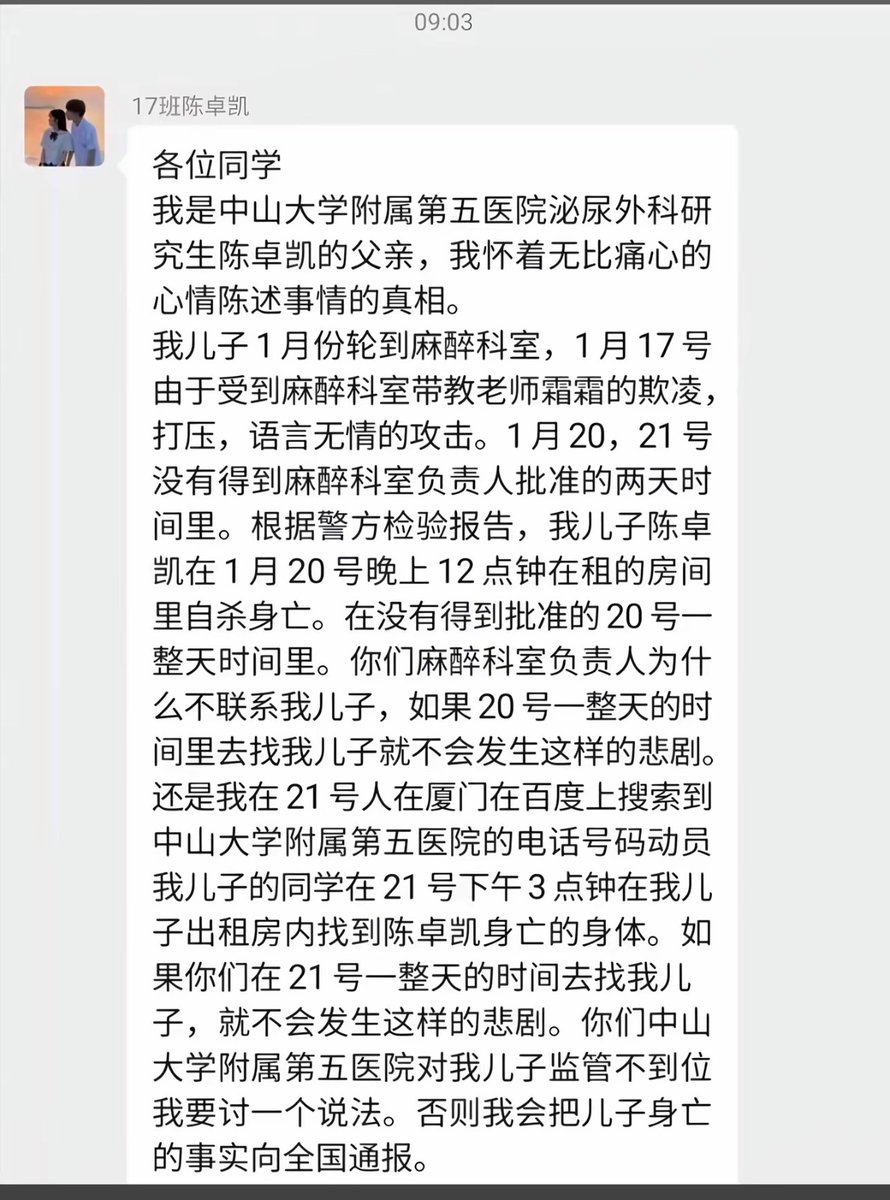 09:03
17班陈卓凯
各位同学
我是中山大学附属第五医院泌尿外科研
究生陈卓凯的父亲，我怀着无比痛心的
心情陈述事情的真相。
我儿子1月份轮到麻醉科室，1月17号
由于受到麻醉科室带教老师霜霜的欺凌，
打压，语言无情的攻击。1月20，21号
没有得到麻醉科室负责人批准的两天时
间里。根据警方检验报告，我儿子陈卓
凯在1月20号晚上12点钟在租的房间
里自杀身亡。在没有得到批准的20号一
整天时间里。你们麻醉科室负责人为什
么不联系我儿子，如果20号一整天的时
间里去找我儿子就不会发生这样的悲剧。
还是我在21号人在厦门在百度上搜索到
中山大学附属第五医院的电话号码动员
我儿子的同学在21号下午3点钟在我儿
子出租房内找到陈卓凯身亡的身体。如
果你们在21号一整天的时间去找我儿
子，就不会发生这样的悲剧。你们中山
大学附属第五医院对我儿子监管不到位
我要讨一个说法。否则我会把儿子身亡
的事实向全国通报。